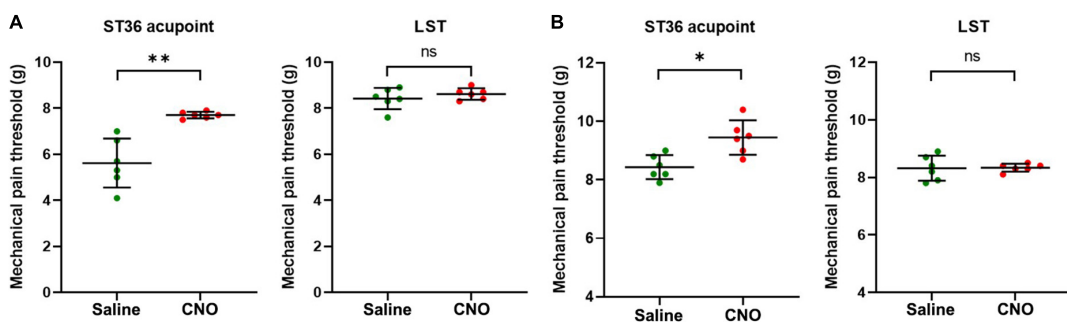 A
ST36 acupoint
Mechanical pain threshold (g)
10
8
6
4
2
0
**
Saline
CNO
LST
Mechanical pain threshold (g)
10
8
6
4
2
0
ns
Saline
CNO
B
ST36 acupoint
Mechanical pain threshold (g)
12
10
8
6
4
*
Saline
CNO
LST
Mechanical pain threshold (g)
12
10
8
6
4
ns
Saline
CNO